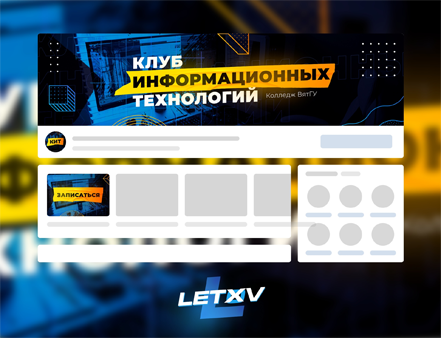 КЛУБ
ИНФОРМАЦИОННЫХ
ТЕХНОЛОГИЙ Колледж ВятГУ
КИТ
ЗАПИСАТЬСЯ
LETXV